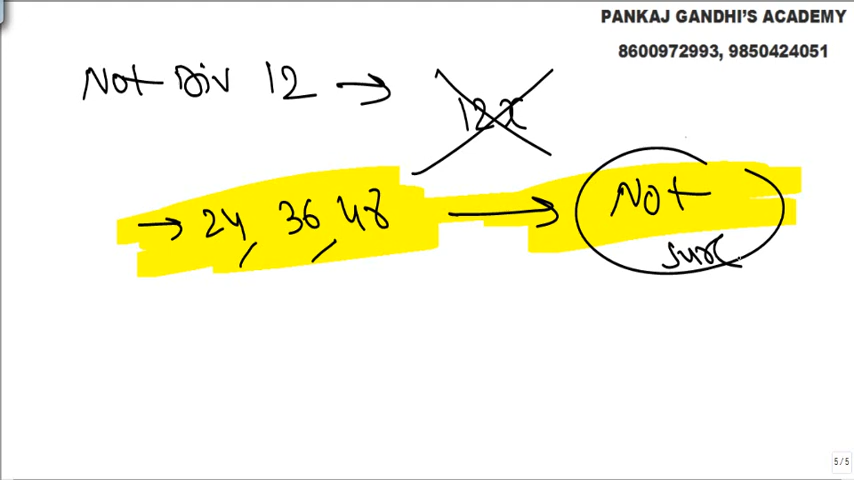 PANKAJ GANDHI'S ACADEMY
8600972993, 9850424051
Not Div 12 → 12x
→ 24 36 48 → Not
sure
5/5